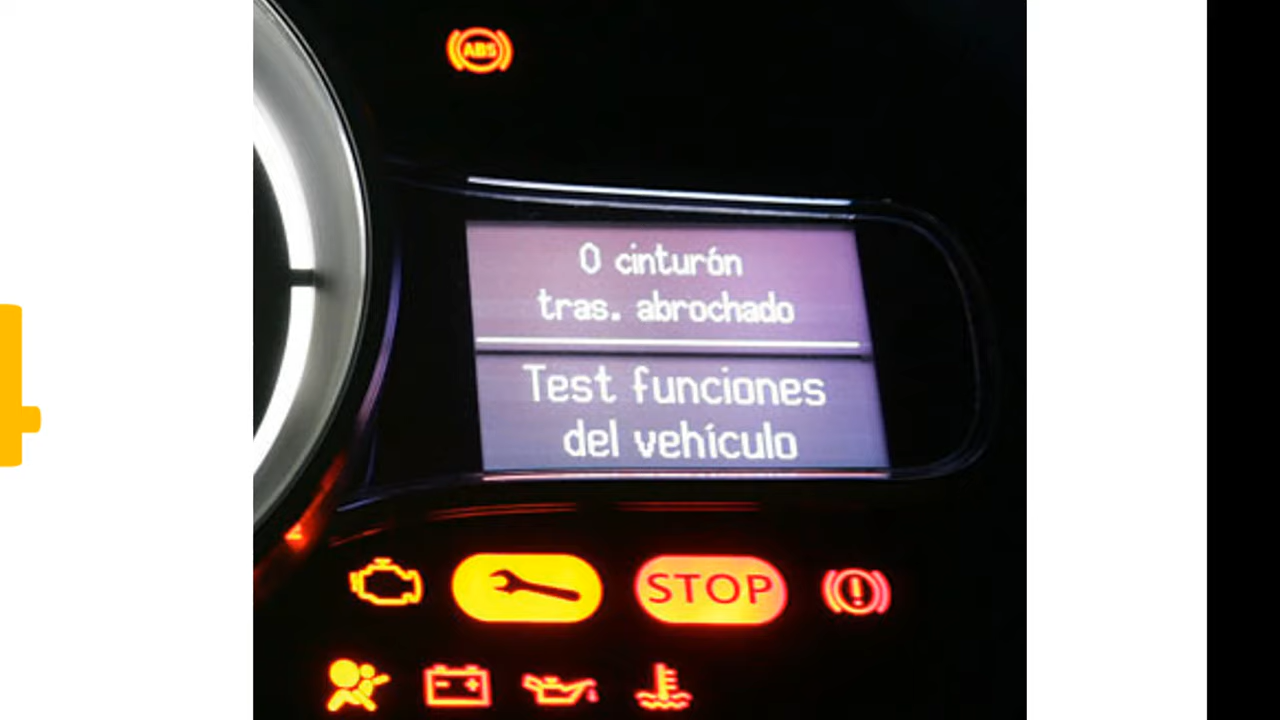 ABS
0 cinturón
tras. abrochado
Test funciones
del vehículo
STOP